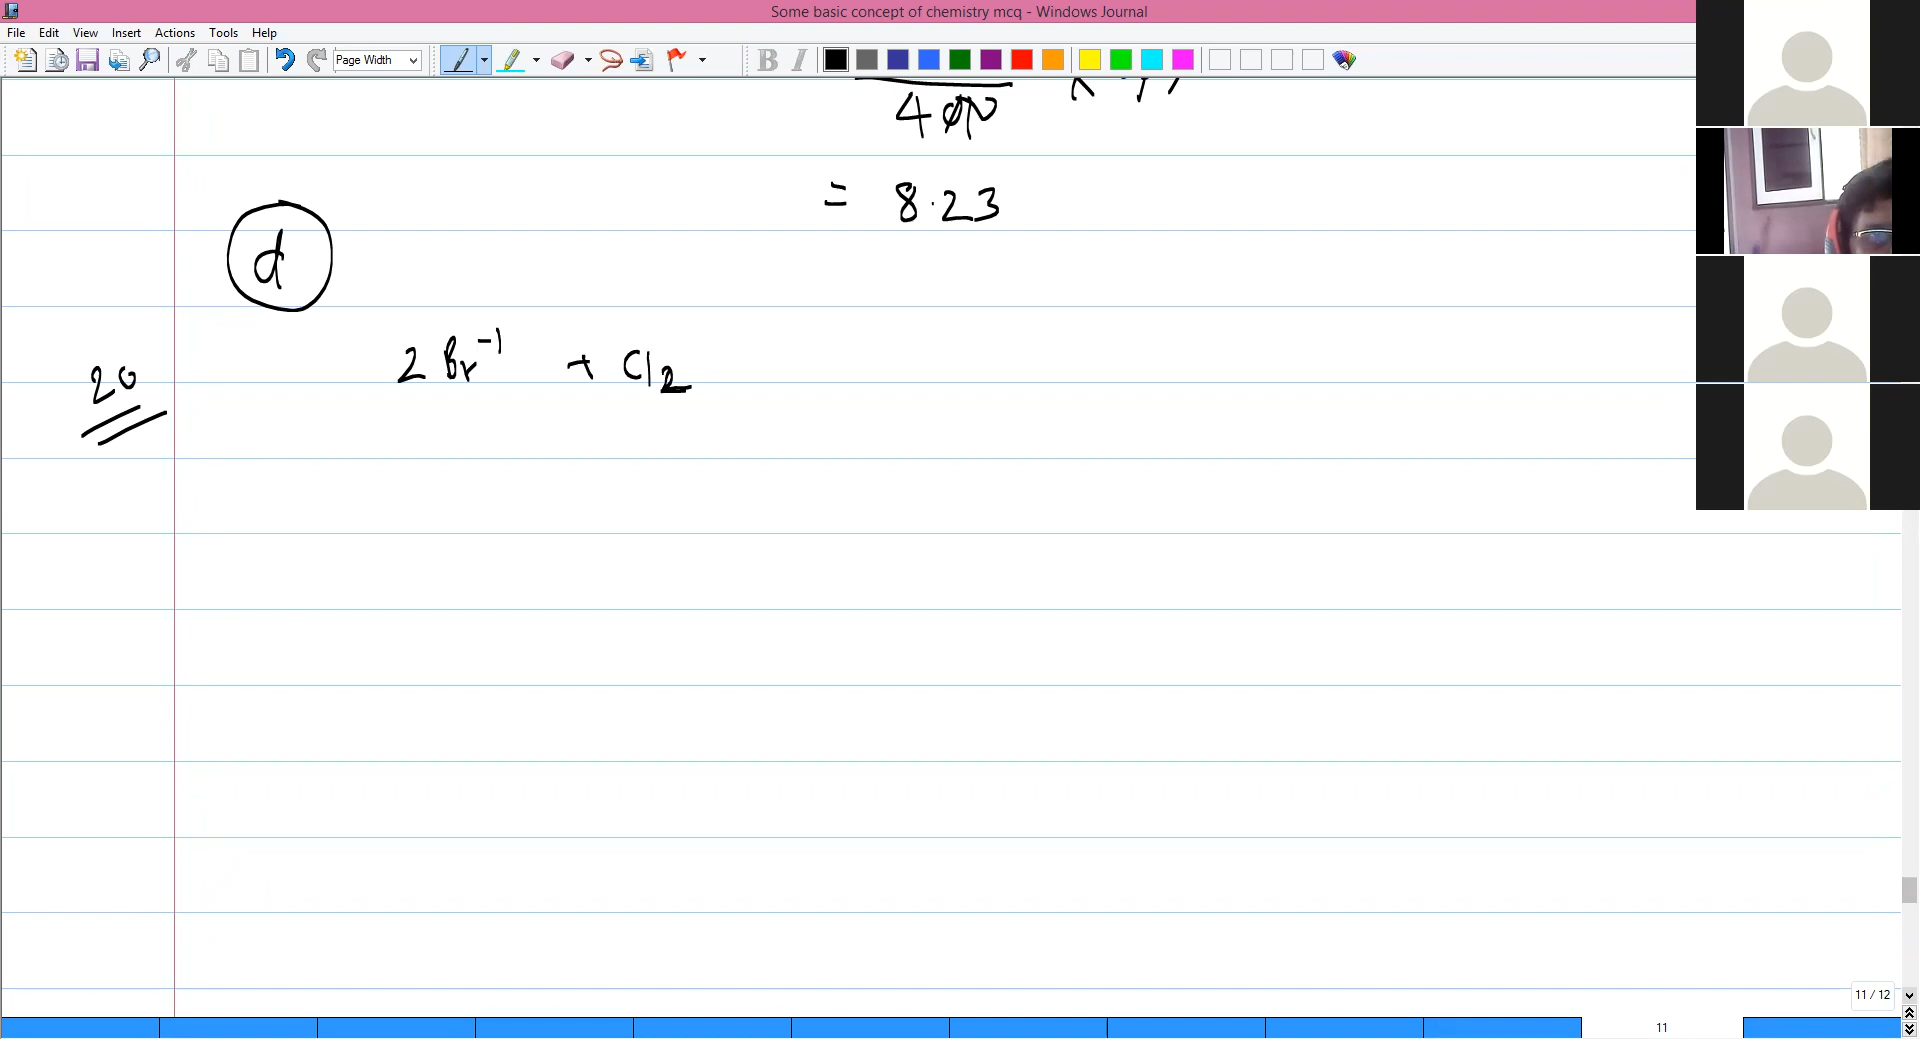 Some basic concept of chemistry mcq - Windows Journal
File Edit View Insert Actions Tools Help
Page Width B I
400
= 8.23
d
20 2 Br⁻¹ + Cl₂
11 / 12
11